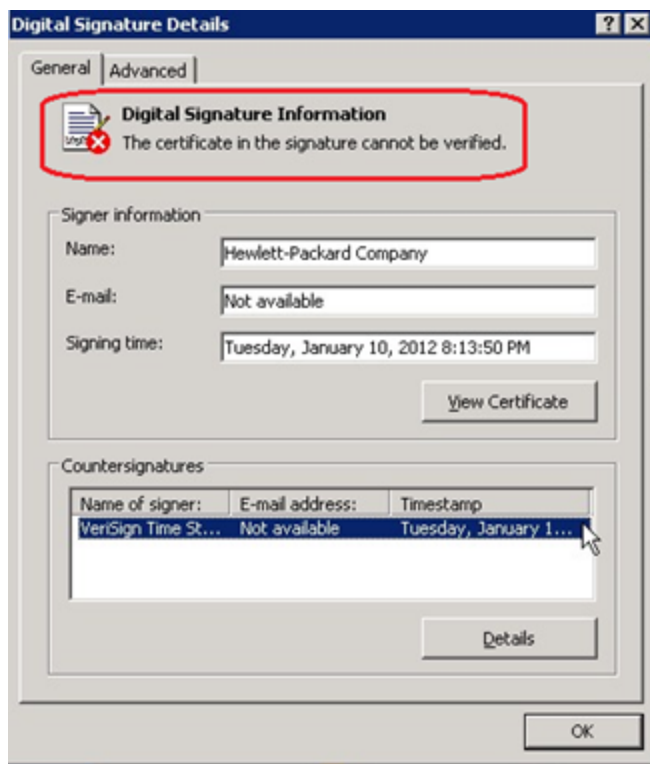 Digital Signature Details
General Advanced
Digital Signature Information
The certificate in the signature cannot be verified.
Signer information
Name: Hewlett-Packard Company
E-mail: Not available
Signing time: Tuesday, January 10, 2012 8:13:50 PM
View Certificate
Countersignatures
Name of signer: E-mail address: Timestamp
VeriSign Time St... Not available Tuesday, January 1...
Details
OK